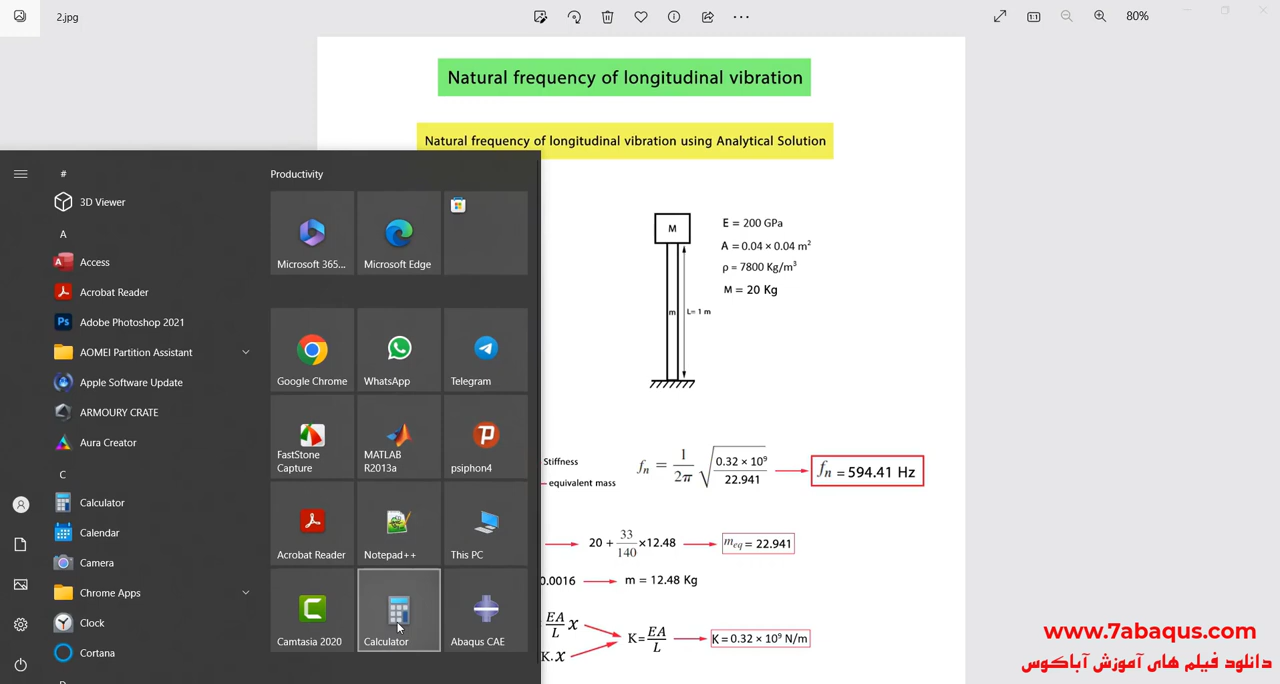 2.jpg
80%
Natural frequency of longitudinal vibration
Natural frequency of longitudinal vibration using Analytical Solution
#
3D Viewer
A
Access
Acrobat Reader
Adobe Photoshop 2021
AOMEI Partition Assistant
Apple Software Update
ARMOURY CRATE
Aura Creator
C
Calculator
Calendar
Camera
Chrome Apps
Clock
Cortana
Productivity
Microsoft 365...
Microsoft Edge
Google Chrome
WhatsApp
Telegram
FastStone Capture
MATLAB R2013a
psiphon4
Acrobat Reader
Notepad++
This PC
Camtasia 2020
Calculator
Abaqus CAE
M
E = 200 GPa
A = 0.04 × 0.04 m²
ρ = 7800 Kg/m³
M = 20 Kg
m
L= 1 m
Stiffness
equivalent mass
fn = 1/2π √(0.32 × 10⁹/22.941)
fn = 594.41 Hz
20 + 33/140 ×12.48
meq = 22.941
0.0016
m = 12.48 Kg
EA/L x
K.x
K= EA/L
K = 0.32 × 10⁹ N/m
www.7abaqus.com
دانلود فیلم های آموزش آباکوس